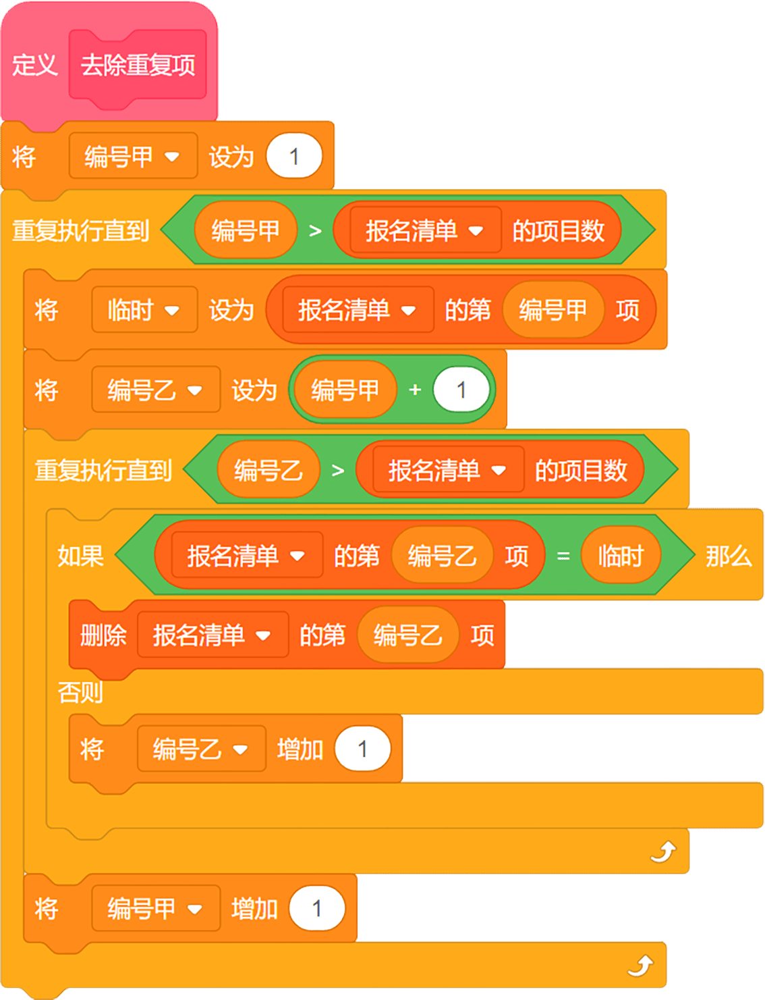 定义 去除重复项
将 编号甲 设为 1
重复执行直到 编号甲 > 报名清单 的项目数
将 临时 设为 报名清单 的第 编号甲 项
将 编号乙 设为 编号甲 + 1
重复执行直到 编号乙 > 报名清单 的项目数
如果 报名清单 的第 编号乙 项 = 临时 那么
删除 报名清单 的第 编号乙 项
否则
将 编号乙 增加 1
将 编号甲 增加 1